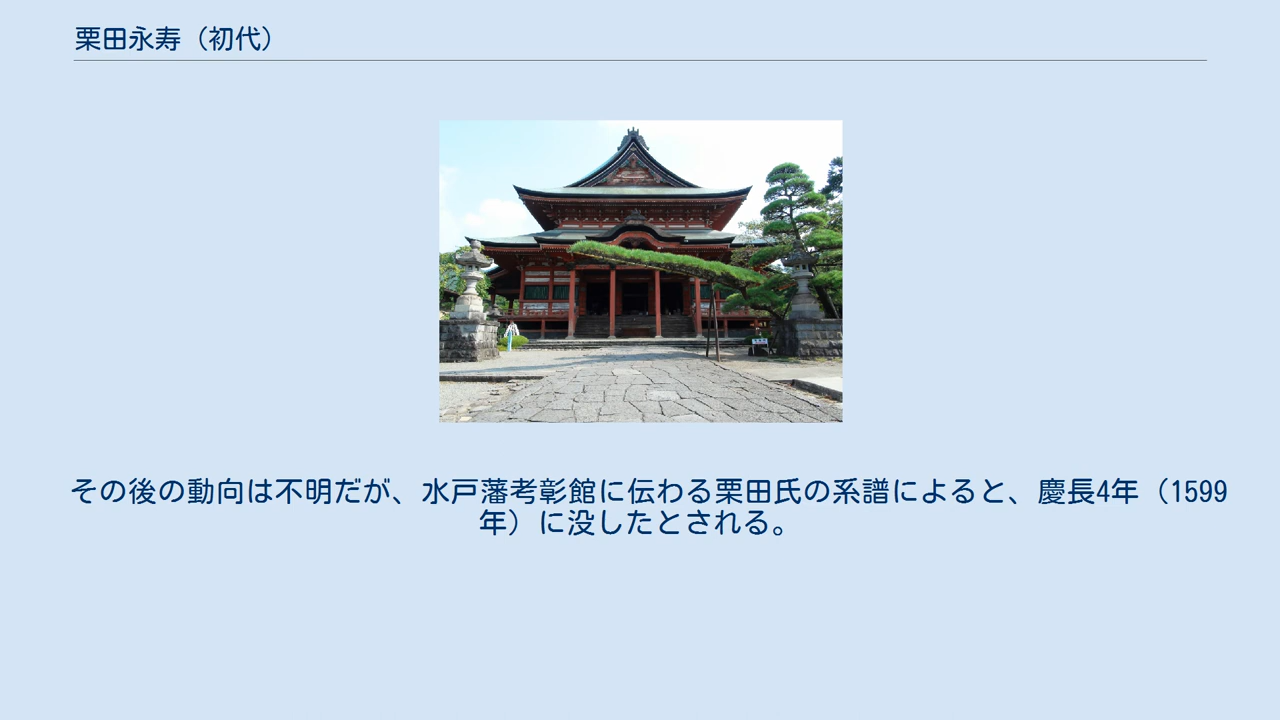 栗田永寿（初代）
その後の動向は不明だが、水戸藩考彰館に伝わる栗田氏の系譜によると、慶長4年（1599
年）に没したとされる。